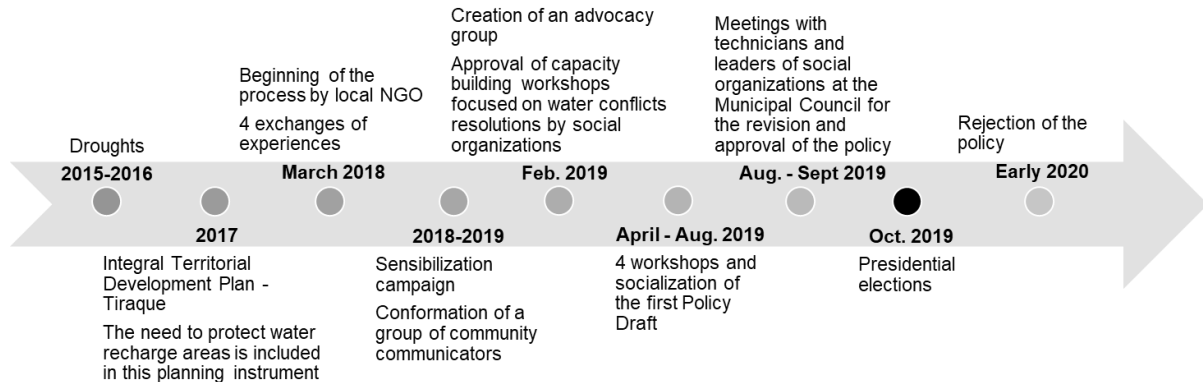 Droughts
2015-2016
2017
Integral Territorial
Development Plan -
Tiraque
The need to protect water
recharge areas is included
in this planning instrument
Beginning of the
process by local NGO
4 exchanges of
experiences
March 2018
2018-2019
Sensibilization
campaign
Conformation of a
group of community
communicators
Creation of an advocacy
group
Approval of capacity
building workshops
focused on water conflicts
resolutions by social
organizations
Feb. 2019
April - Aug. 2019
4 workshops and
socialization of
the first Policy
Draft
Meetings with
technicians and
leaders of social
organizations at the
Municipal Council for
the revision and
approval of the policy
Aug. - Sept 2019
Oct. 2019
Presidential
elections
Rejection of the
policy
Early 2020